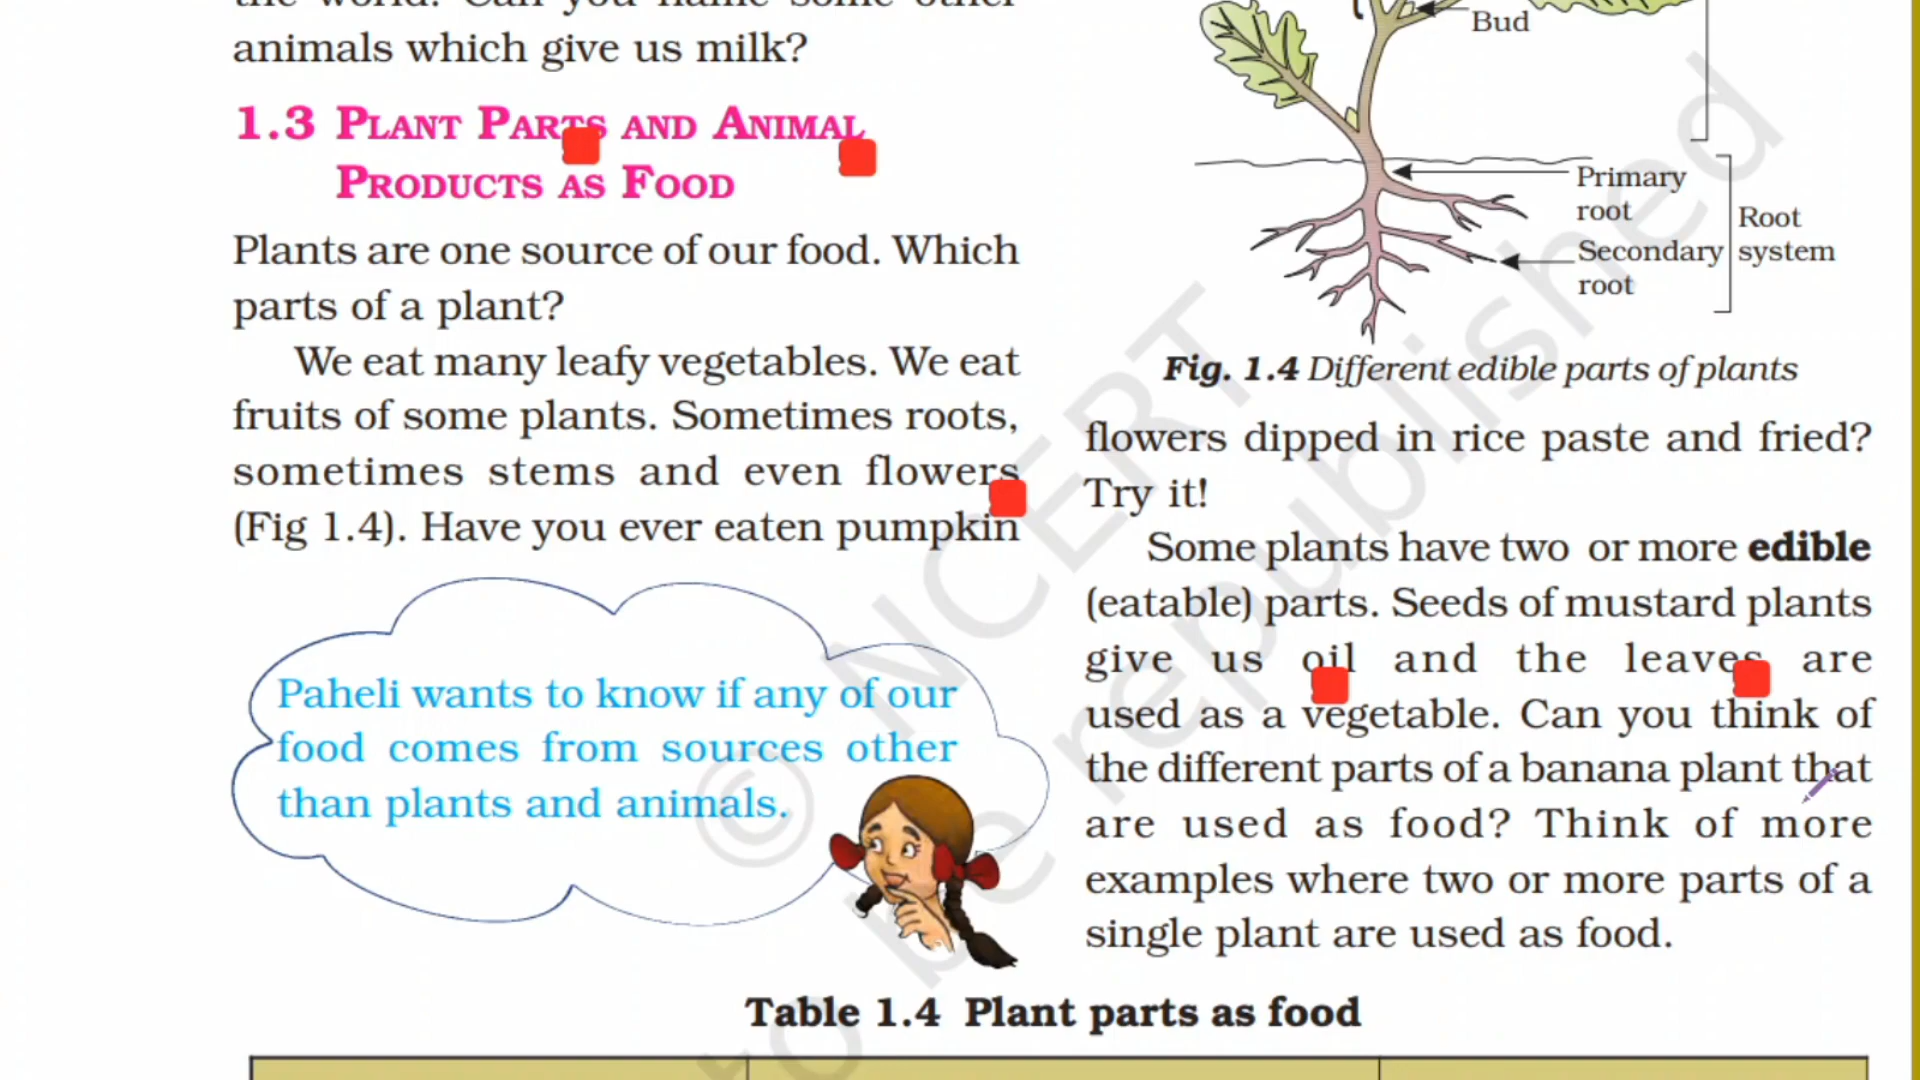 animals which give us milk?
1.3 PLANT PARTS AND ANIMAL
PRODUCTS AS FOOD
Plants are one source of our food. Which
parts of a plant?
We eat many leafy vegetables. We eat
fruits of some plants. Sometimes roots,
sometimes stems and even flowers
(Fig 1.4). Have you ever eaten pumpkin
Paheli wants to know if any of our
food comes from sources other
than plants and animals.
Bud
Primary
root
Secondary
root
Root
system
Fig. 1.4 Different edible parts of plants
flowers dipped in rice paste and fried?
Try it!
Some plants have two or more edible
(eatable) parts. Seeds of mustard plants
give us oil and the leaves are
used as a vegetable. Can you think of
the different parts of a banana plant that
are used as food? Think of more
examples where two or more parts of a
single plant are used as food.
Table 1.4 Plant parts as food
© NCERT
to be republished